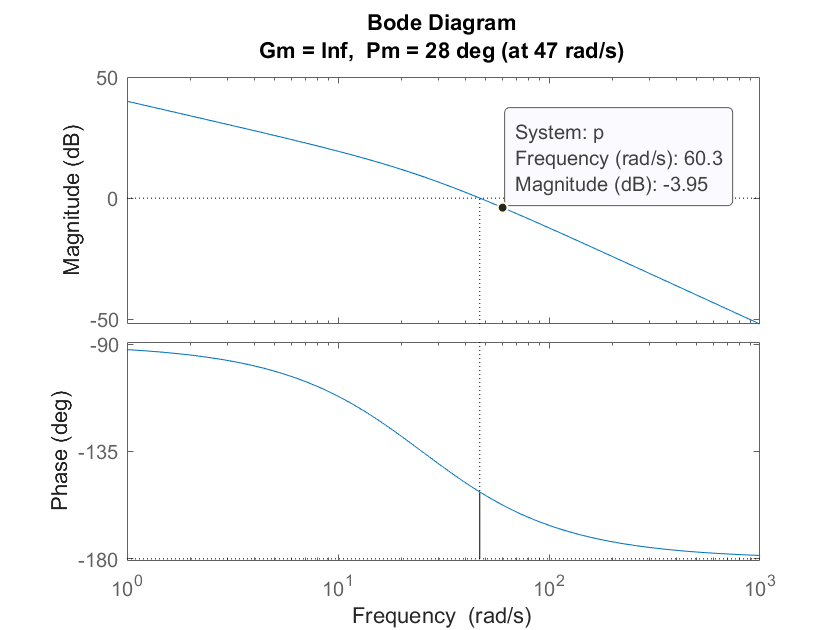 Bode Diagram
Gm = Inf,  Pm = 28 deg (at 47 rad/s)
50
0
-50
Magnitude (dB)
System: p
Frequency (rad/s): 60.3
Magnitude (dB): -3.95
-90
-135
-180
Phase (deg)
10^0
10^1
10^2
10^3
Frequency  (rad/s)